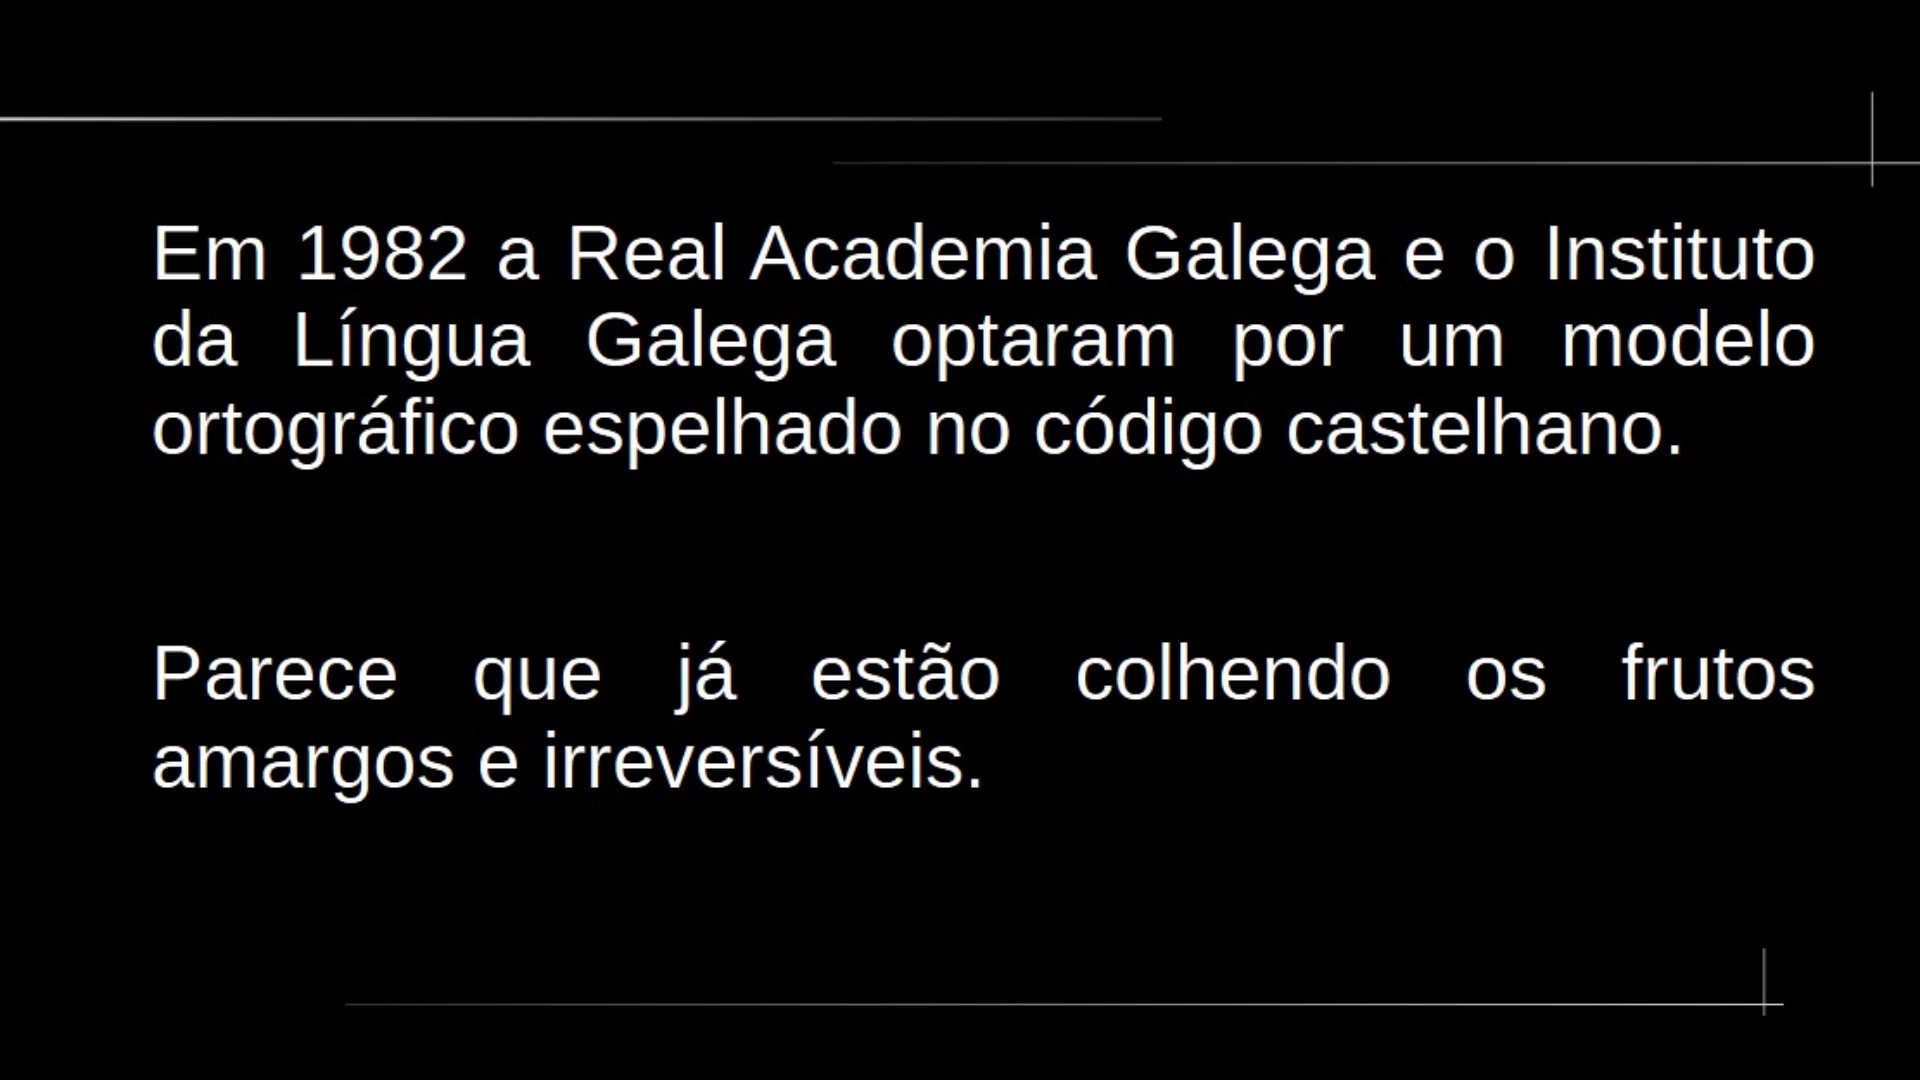 Em 1982 a Real Academia Galega e o Instituto
da Língua Galega optaram por um modelo
ortográfico espelhado no código castelhano.
Parece que já estão colhendo os frutos
amargos e irreversíveis.